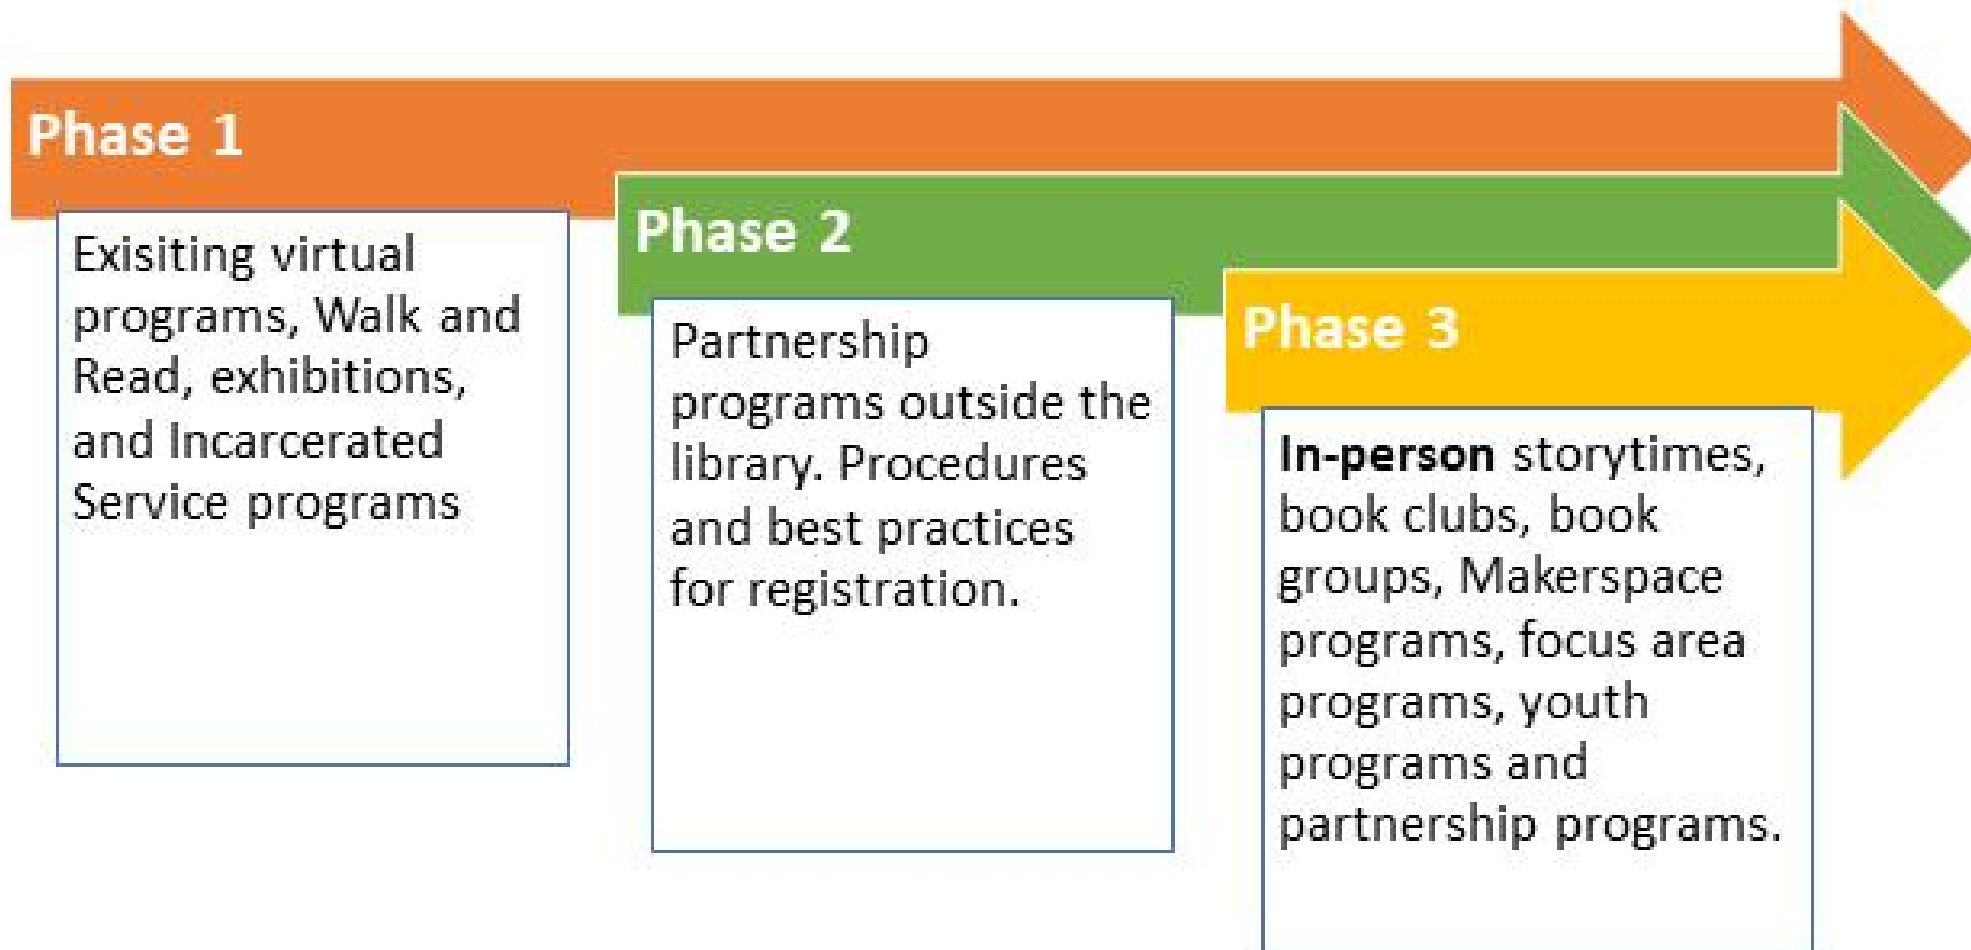 Phase 1
Exisiting virtual
programs, Walk and
Read, exhibitions,
and Incarcerated
Service programs
Phase 2
Partnership
programs outside the
library. Procedures
and best practices
for registration.
Phase 3
In-person storytimes,
book clubs, book
groups, Makerspace
programs, focus area
programs, youth
programs and
partnership programs.